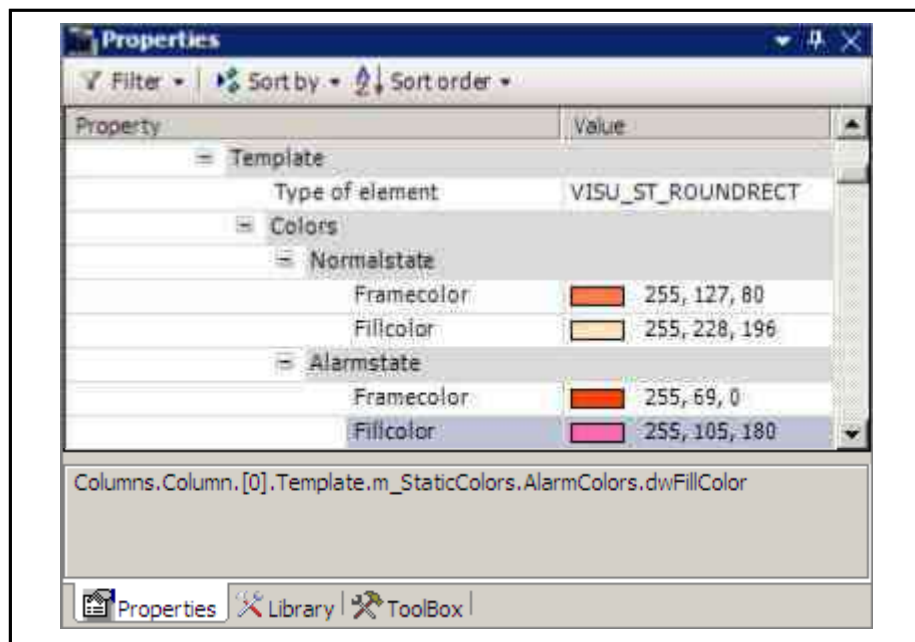 Properties
Filter Sort by Sort order
Property Value
Template
Type of element VISU_ST_ROUNDRECT
Colors
Normalstate
Framecolor 255, 127, 80
Fillcolor 255, 228, 196
Alarmstate
Framecolor 255, 69, 0
Fillcolor 255, 105, 180
Columns.Column.[0].Template.m_StaticColors.AlarmColors.dwFillColor
Properties Library ToolBox